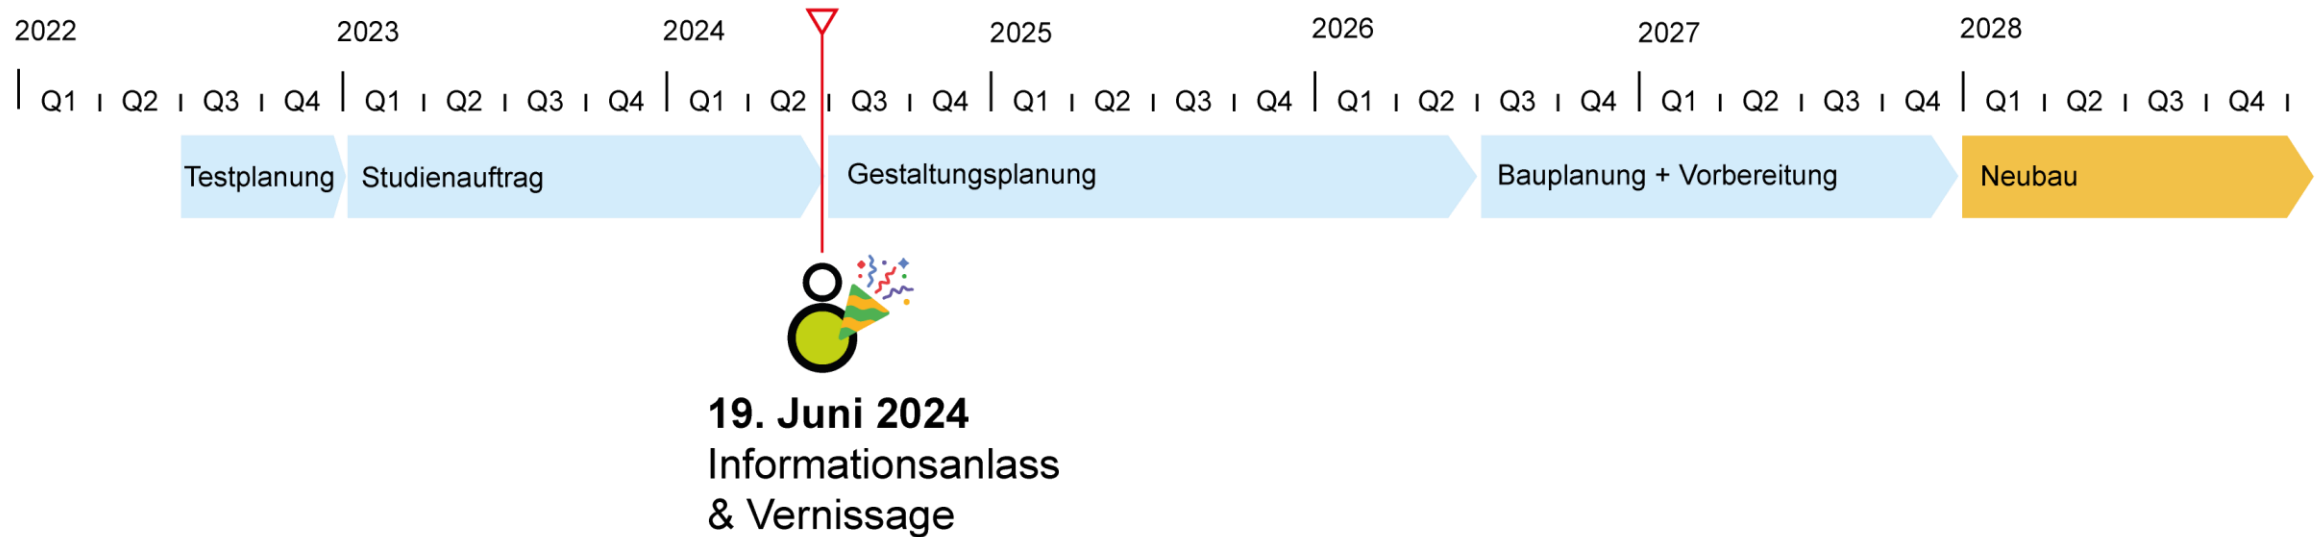 2022 2023 2024 2025 2026 2027 2028
Q1 Q2 Q3 Q4 Q1 Q2 Q3 Q4 Q1 Q2 Q3 Q4 Q1 Q2 Q3 Q4 Q1 Q2 Q3 Q4 Q1 Q2 Q3 Q4 Q1 Q2 Q3 Q4
Testplanung Studienauftrag Gestaltungsplanung Bauplanung + Vorbereitung Neubau
19. Juni 2024
Informationsanlass
& Vernissage